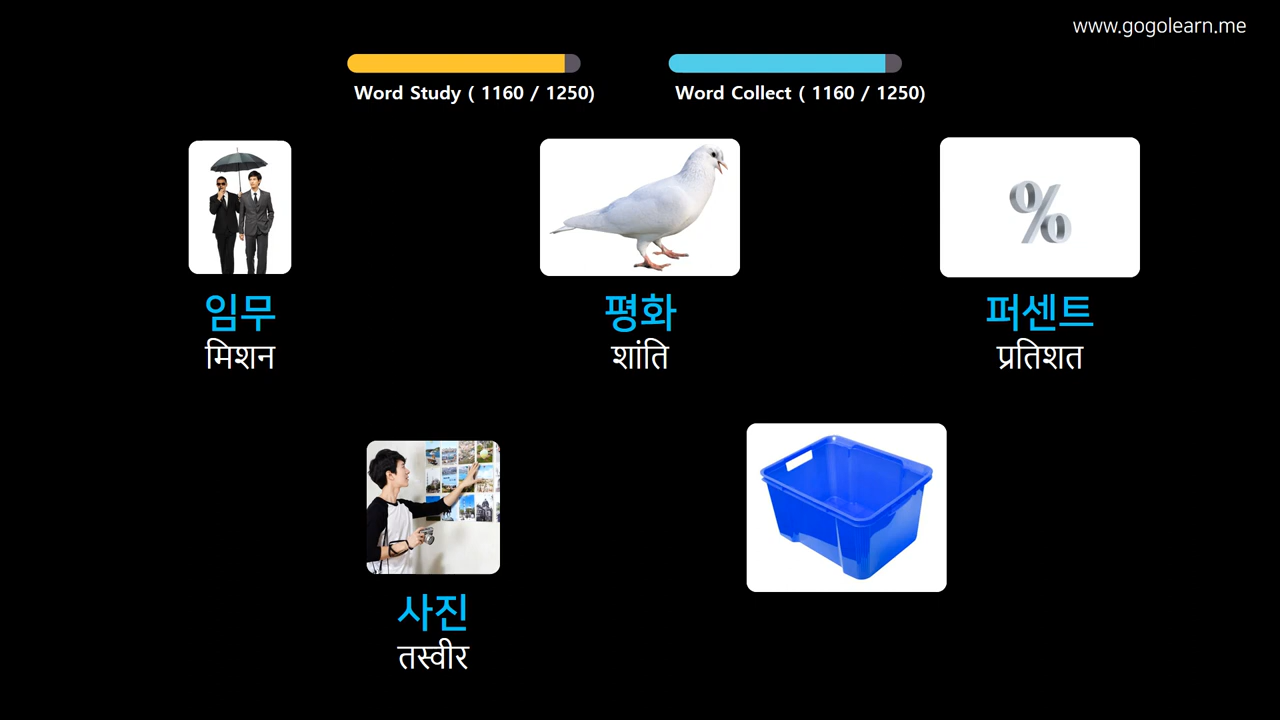 www.gogolearn.me
Word Study ( 1160 / 1250)
Word Collect ( 1160 / 1250)
%
임무
मिशन
평화
शांति
퍼센트
प्रतिशत
사진
तस्वीर